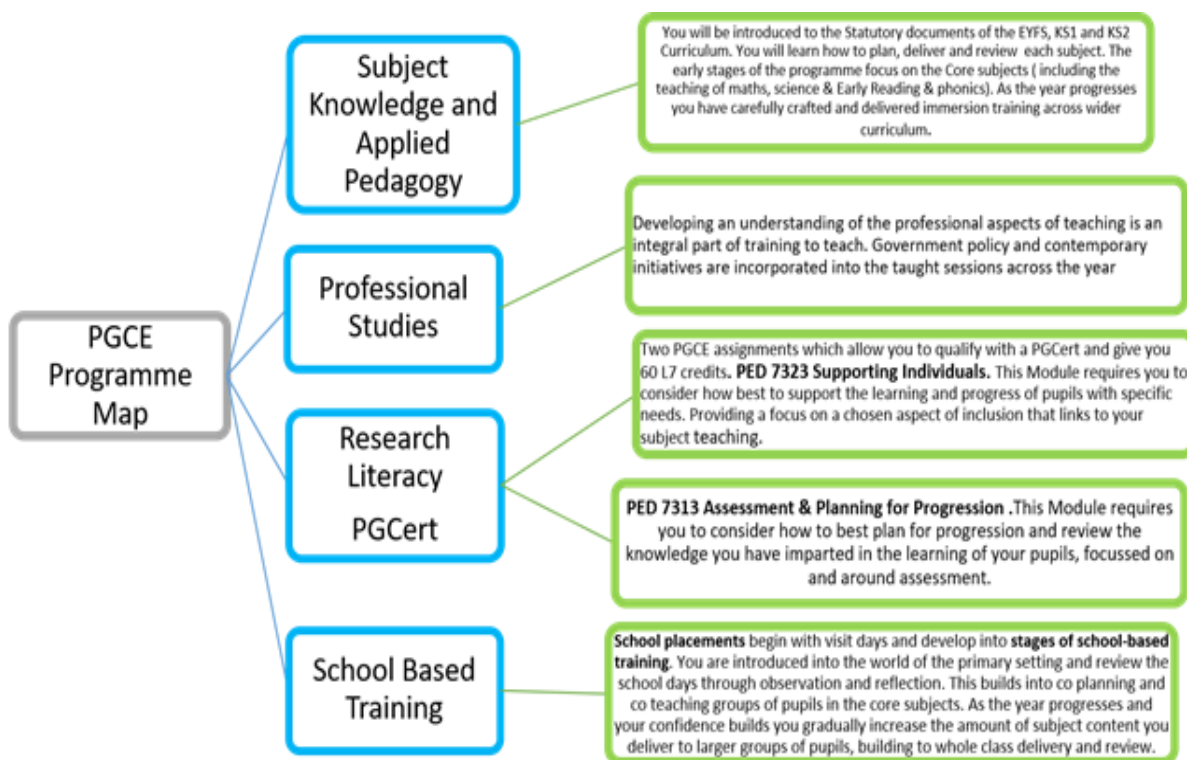 PGCE
Programme
Map
Subject
Knowledge and
Applied
Pedagogy
You will be introduced to the Statutory documents of the EYFS, KS1 and KS2
Curriculum. You will learn how to plan, deliver and review each subject. The
early stages of the programme focus on the Core subjects ( including the
teaching of maths, science & Early Reading & phonics). As the year progresses
you have carefully crafted and delivered immersion training across wider
curriculum.
Professional
Studies
Developing an understanding of the professional aspects of teaching is an
integral part of training to teach. Government policy and contemporary
initiatives are incorporated into the taught sessions across the year
Research
Literacy
PGCert
Two PGCE assignments which allow you to qualify with a PGCert and give you
60 L7 credits. PED 7323 Supporting Individuals. This Module requires you to
consider how best to support the learning and progress of pupils with specific
needs. Providing a focus on a chosen aspect of inclusion that links to your
subject teaching.
PED 7313 Assessment & Planning for Progression .This Module requires
you to consider how to best plan for progression and review the
knowledge you have imparted in the learning of your pupils, focussed on
and around assessment.
School Based
Training
School placements begin with visit days and develop into stages of school-based
training. You are introduced into the world of the primary setting and review the
school days through observation and reflection. This builds into co planning and
co teaching groups of pupils in the core subjects. As the year progresses and
your confidence builds you gradually increase the amount of subject content you
deliver to larger groups of pupils, building to whole class delivery and review.